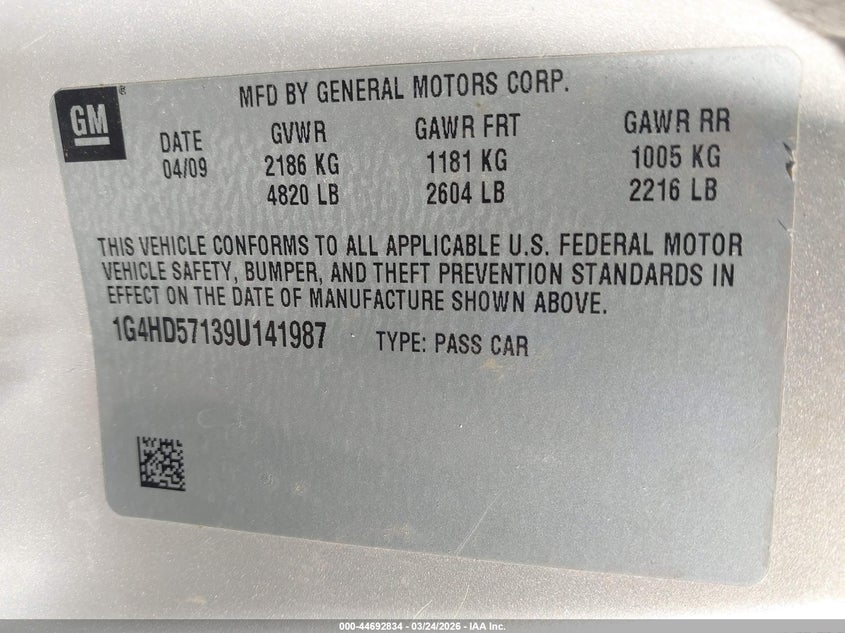 MFD BY GENERAL MOTORS CORP.
GM ®
DATE GVWR GAWR FRT GAWR RR
04/09 2186 KG 1181 KG 1005 KG
4820 LB 2604 LB 2216 LB
THIS VEHICLE CONFORMS TO ALL APPLICABLE U.S. FEDERAL MOTOR
VEHICLE SAFETY, BUMPER, AND THEFT PREVENTION STANDARDS IN
EFFECT ON THE DATE OF MANUFACTURE SHOWN ABOVE.
1G4HD57139U141987 TYPE: PASS CAR
000-44692834 - 03/24/2026 - IAA Inc.